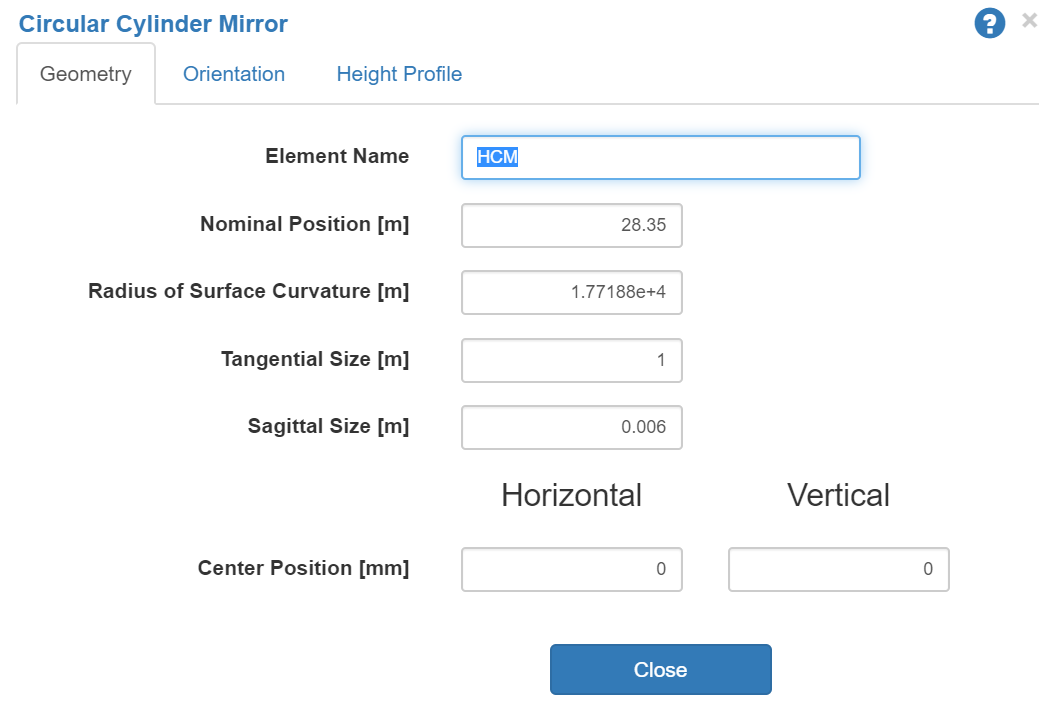 Circular Cylinder Mirror ? ×
Geometry Orientation Height Profile
Element Name HCM
Nominal Position [m] 28.35
Radius of Surface Curvature [m] 1.77188e+4
Tangential Size [m] 1
Sagittal Size [m] 0.006
Horizontal Vertical
Center Position [mm] 0 0
Close